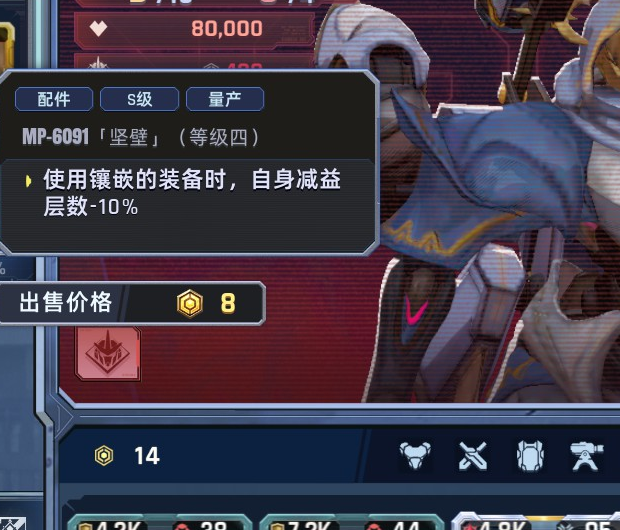 80,000
配件
S级
量产
MP-6091「坚壁」（等级四）
使用镶嵌的装备时，自身减益
层数-10%
出售价格
8
14